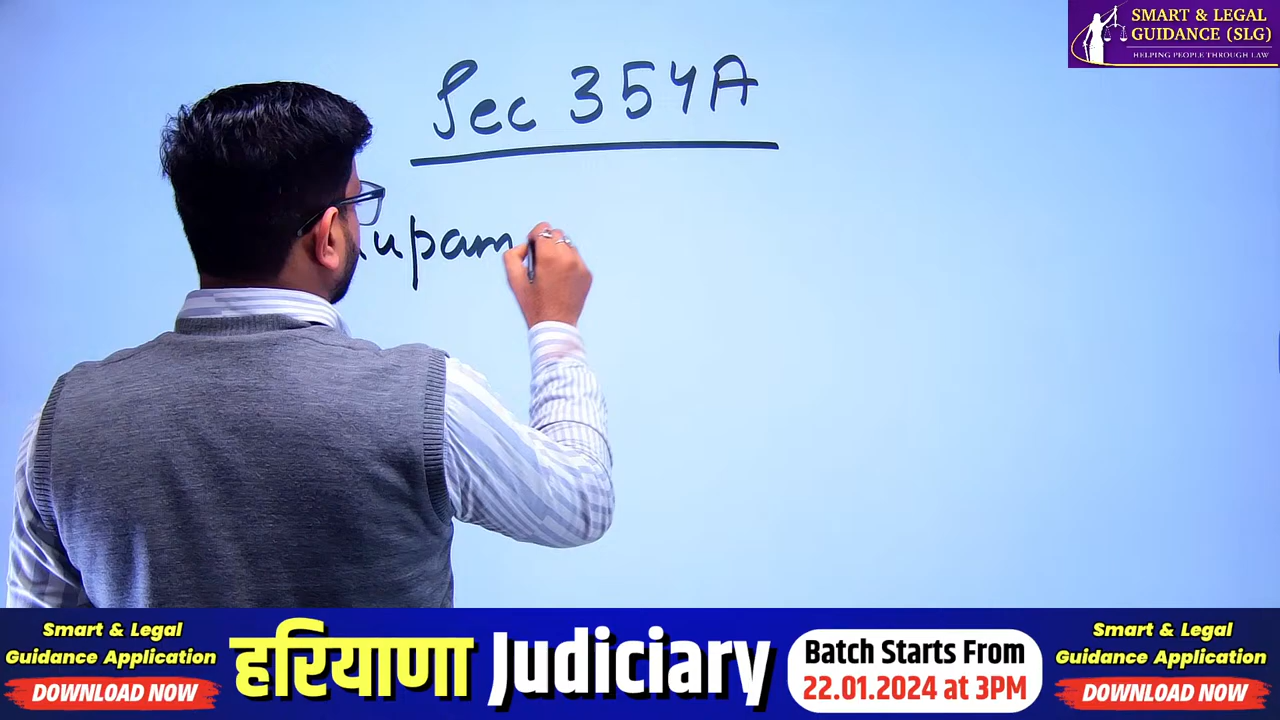 SMART & LEGAL
GUIDANCE (SLG)
HELPING PEOPLE THROUGH LAW
Sec 354A
Smart & Legal
Guidance Application
DOWNLOAD NOW
हरियाणा Judiciary
Batch Starts From
22.01.2024 at 3PM
Smart & Legal
Guidance Application
DOWNLOAD NOW